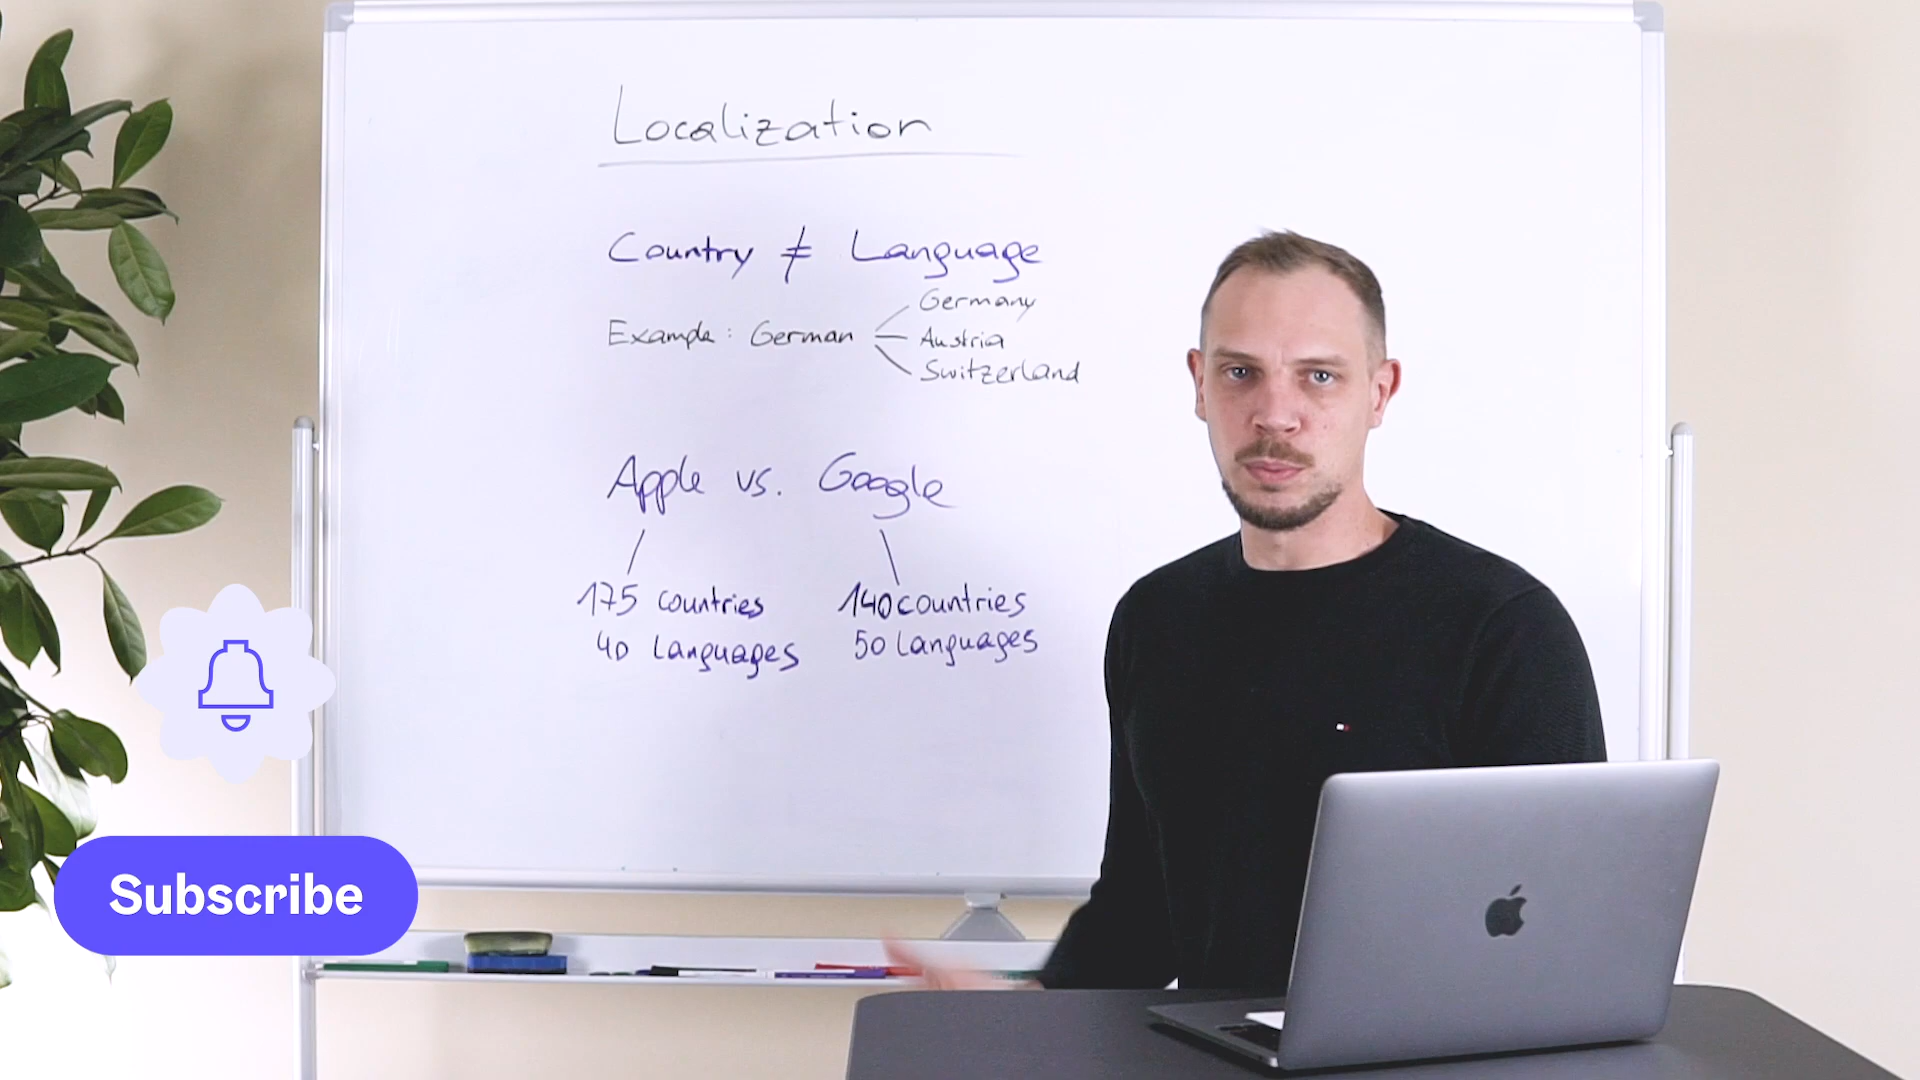 Localization
Country ≠ Language
Example: German
Germany
Austria
Switzerland
Apple vs. Google
175 countries
40 Languages
140 countries
50 languages
Subscribe